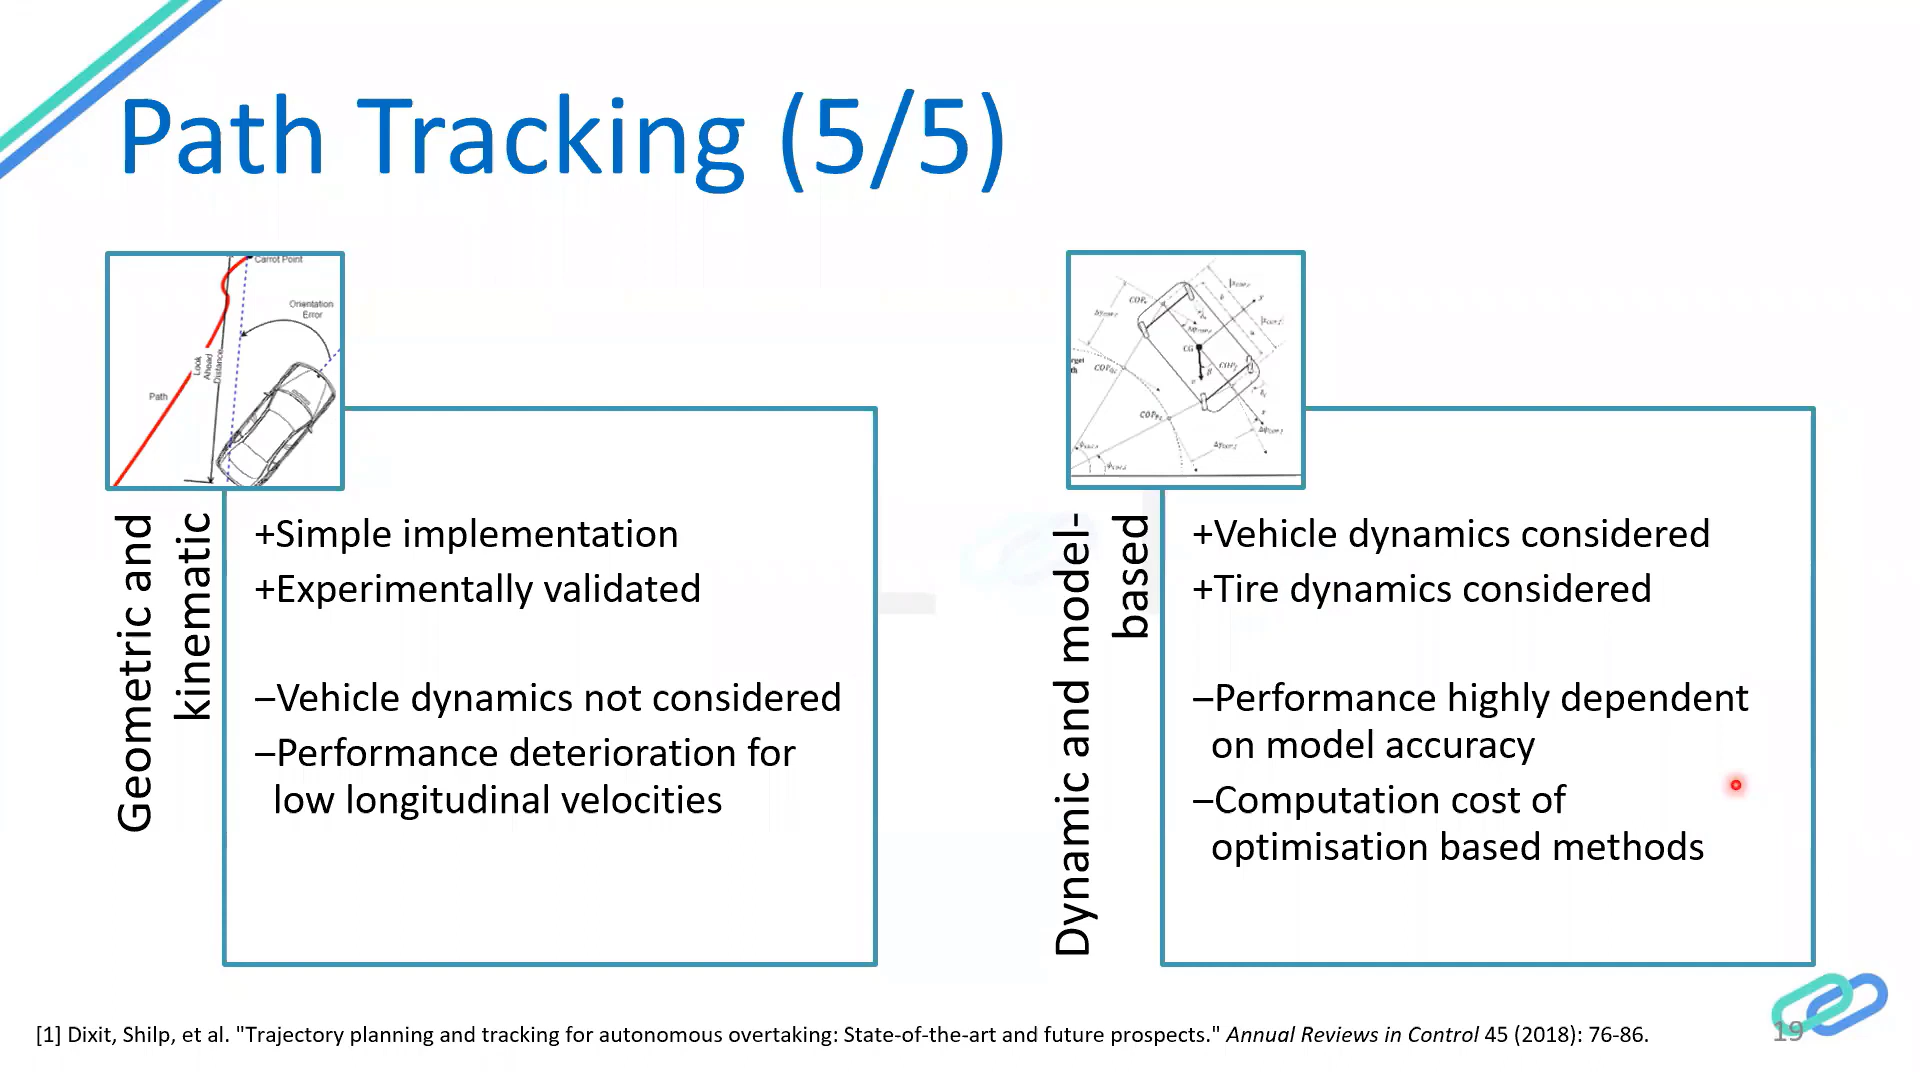 Path Tracking (5/5)
Carrot Point
Orientation
Error
Look
Ahead
Distance
Path
Geometric and
kinematic
+Simple implementation
+Experimentally validated
–Vehicle dynamics not considered
–Performance deterioration for
low longitudinal velocities
CG
Dynamic and model-
based
+Vehicle dynamics considered
+Tire dynamics considered
–Performance highly dependent
on model accuracy
–Computation cost of
optimisation based methods
[1] Dixit, Shilp, et al. "Trajectory planning and tracking for autonomous overtaking: State-of-the-art and future prospects." Annual Reviews in Control 45 (2018): 76-86.
19